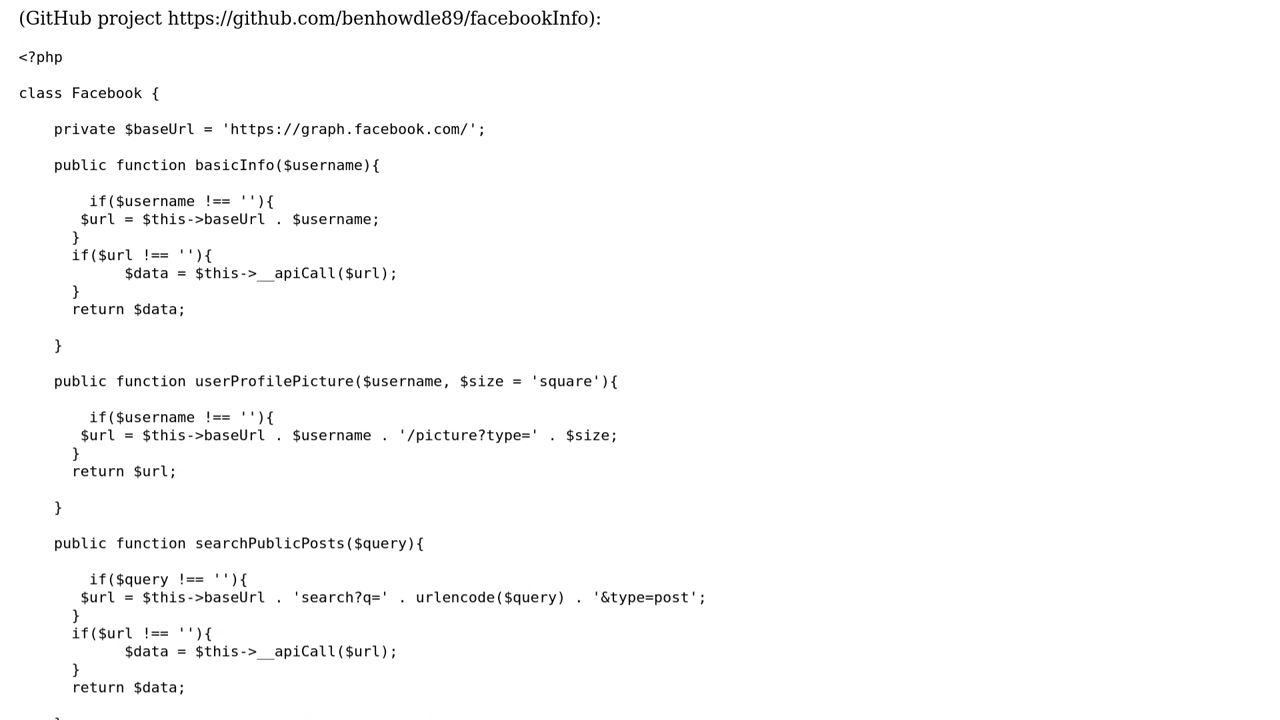 (GitHub project https://github.com/benhowdle89/facebookInfo):
<?php
class Facebook {
private $baseUrl = 'https://graph.facebook.com/';
public function basicInfo($username){
if($username !== ''){
$url = $this->baseUrl . $username;
}
if($url !== ''){
$data = $this->__apiCall($url);
}
return $data;
}
public function userProfilePicture($username, $size = 'square'){
if($username !== ''){
$url = $this->baseUrl . $username . '/picture?type=' . $size;
}
return $url;
}
public function searchPublicPosts($query){
if($query !== ''){
$url = $this->baseUrl . 'search?q=' . urlencode($query) . '&type=post';
}
if($url !== ''){
$data = $this->__apiCall($url);
}
return $data;
}